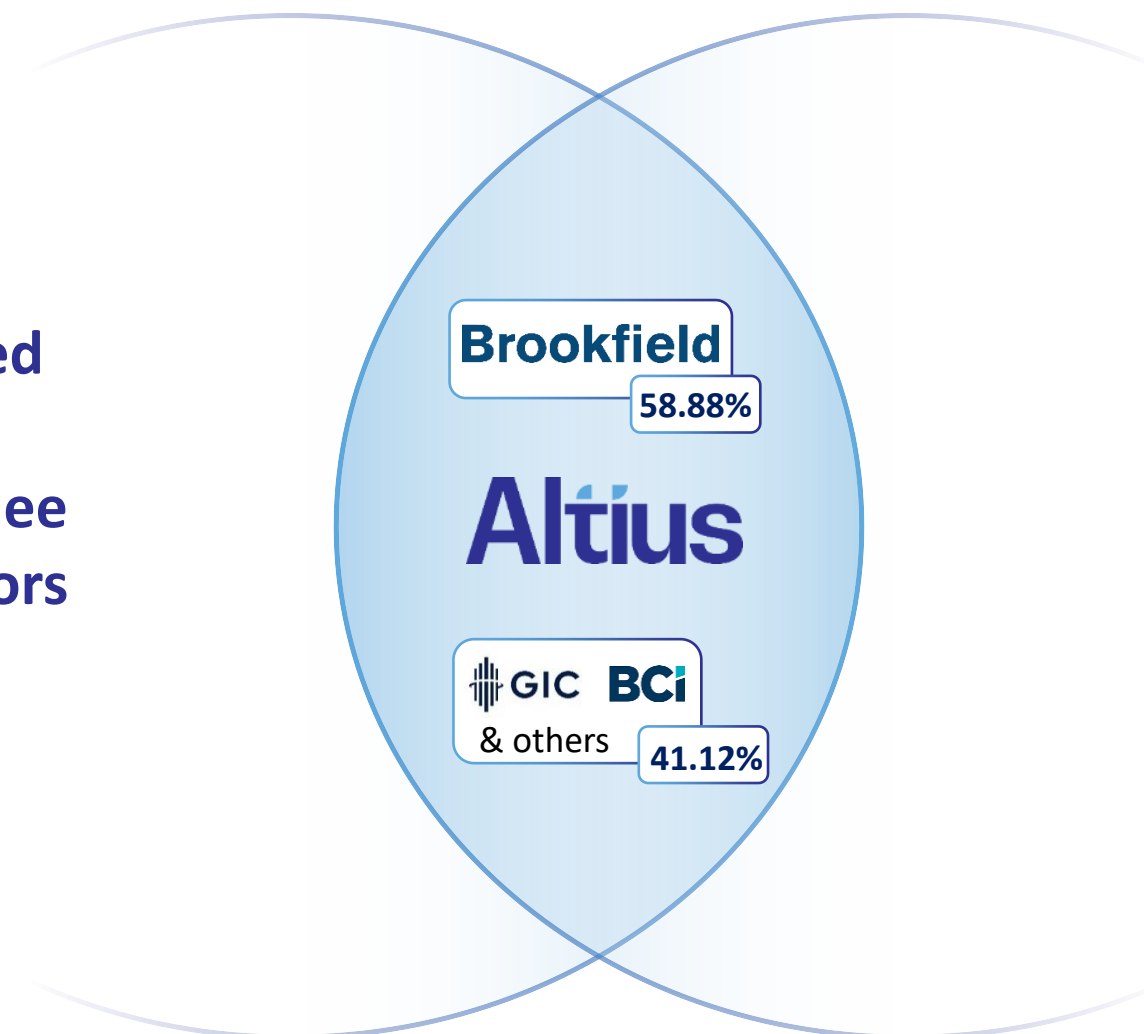 ed
ee
ors
Brookfield
58.88%
Altius
GIC BCi
& others
41.12%